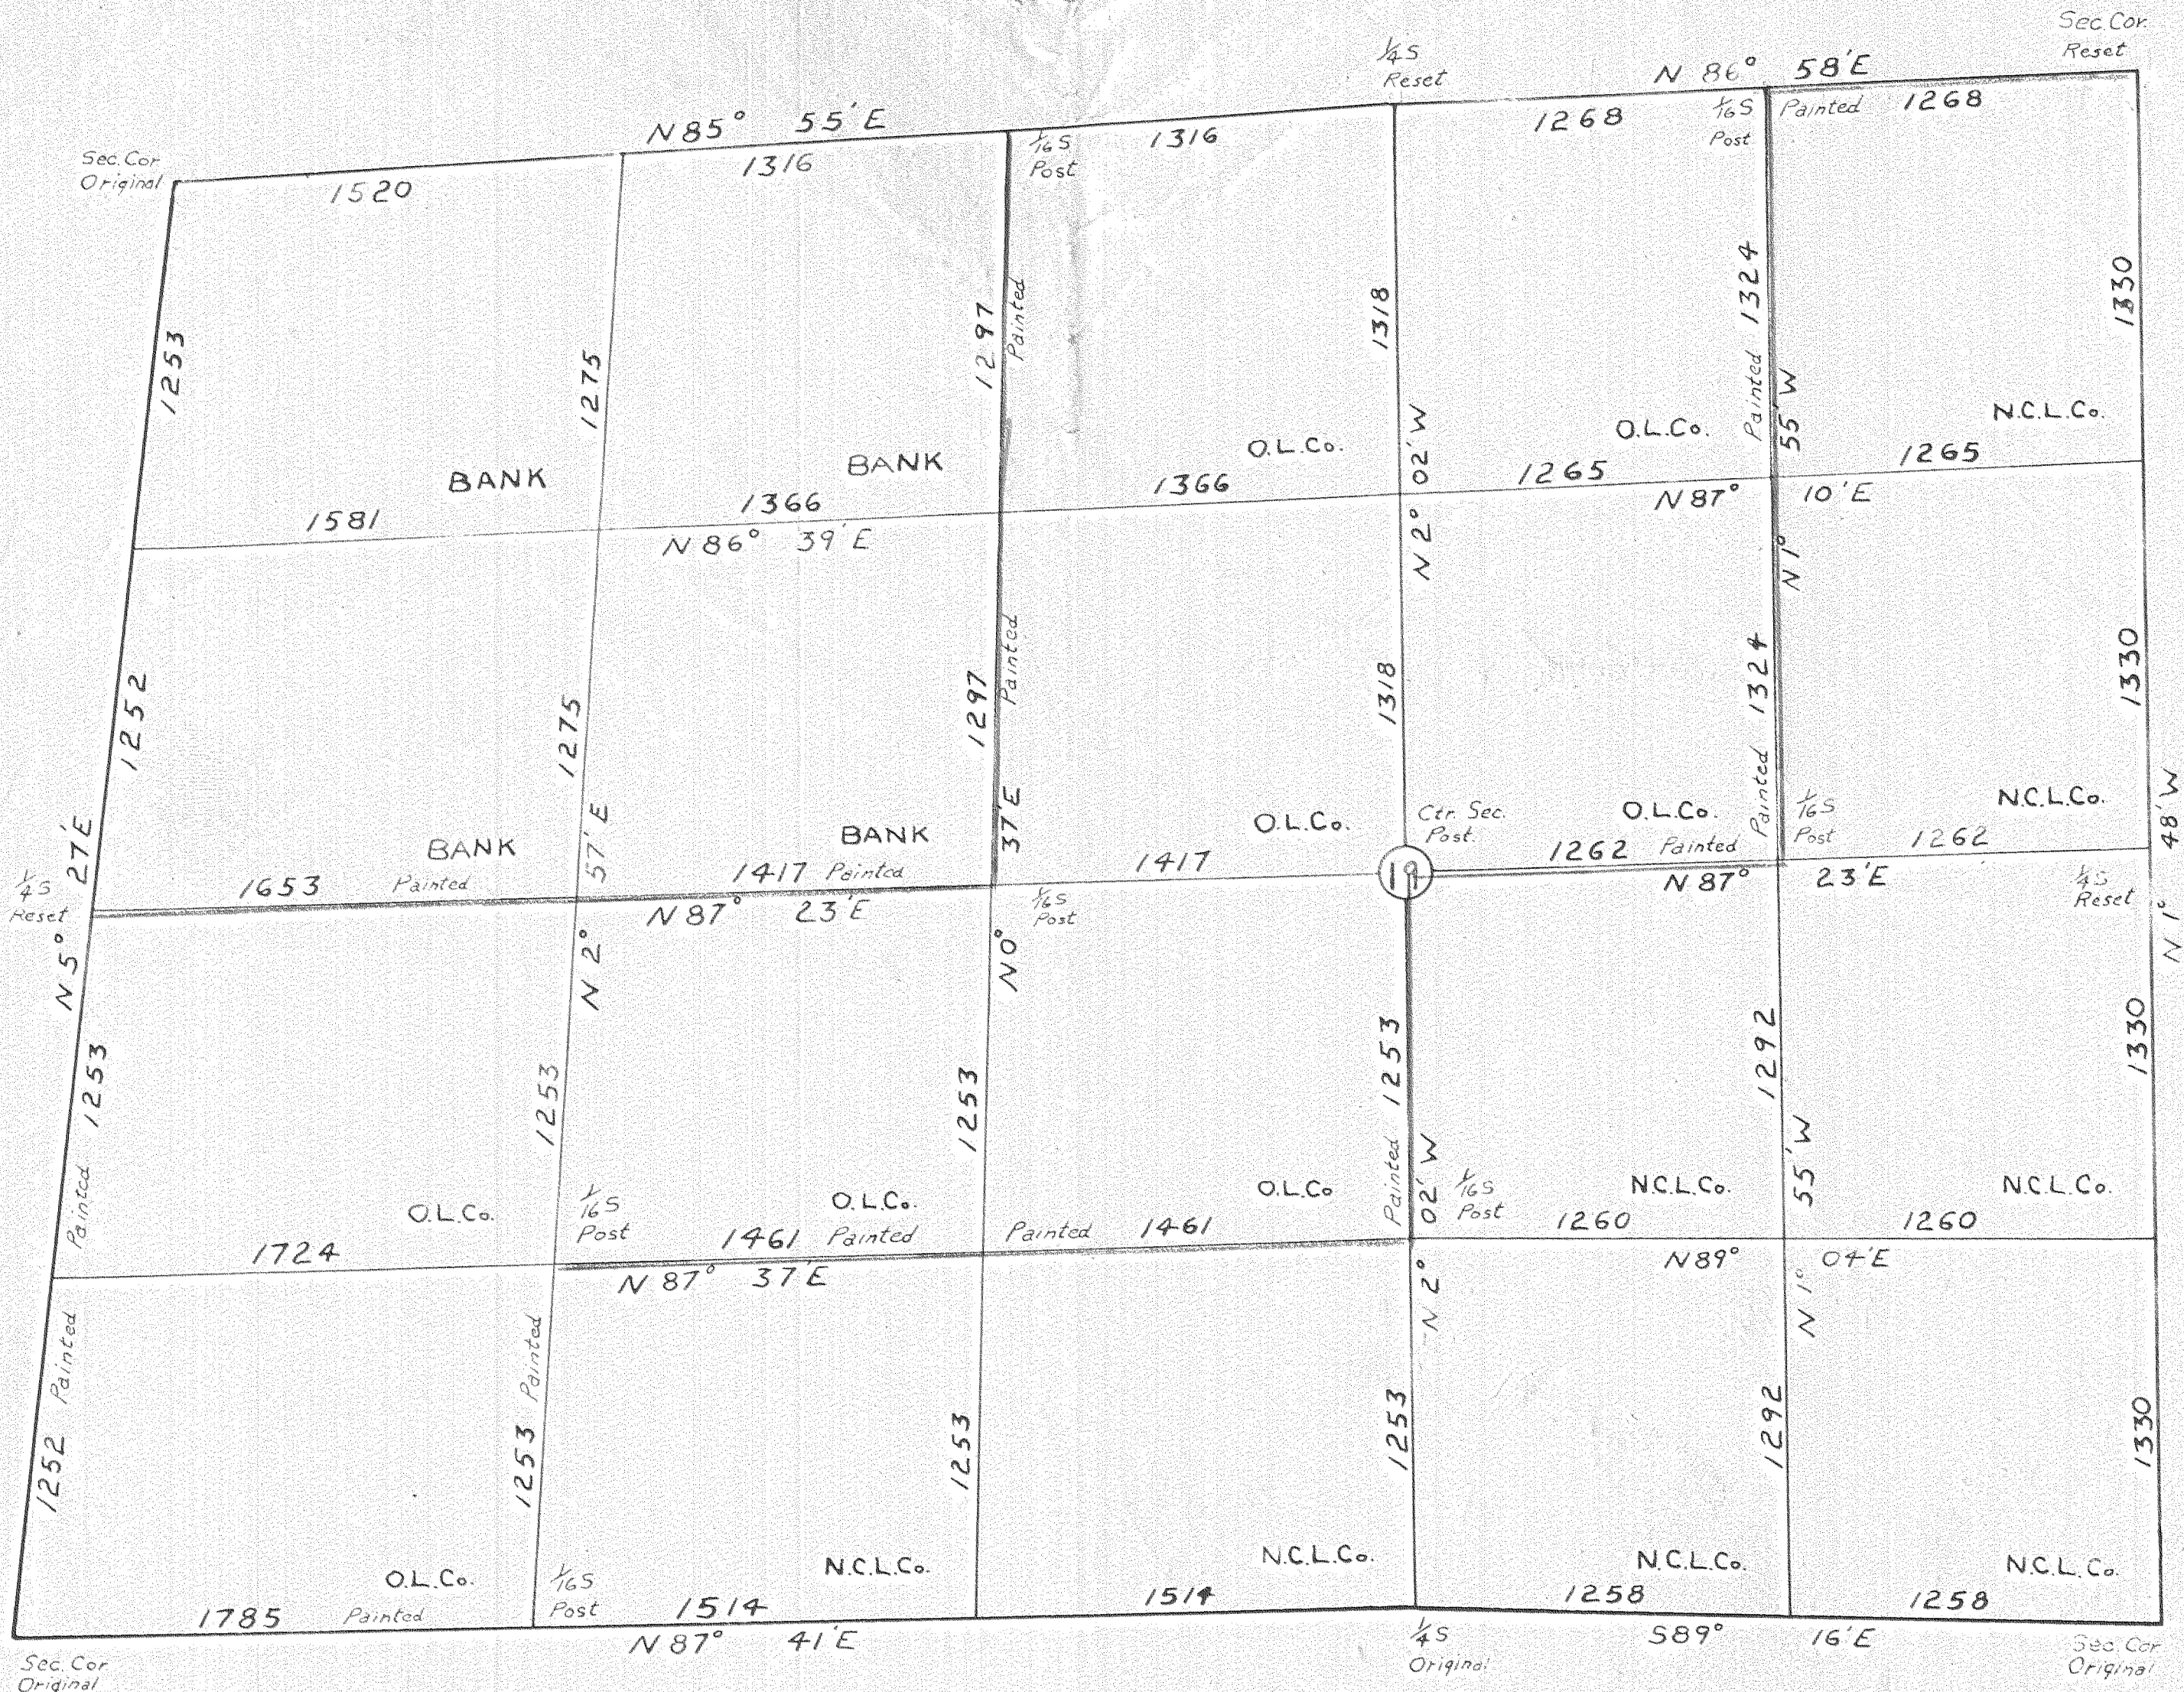 Sec. Cor.
Reset
1/4 S
Reset
N 86° 58' E
1268
1/16 S
Post
Painted 1268
N 85° 55' E
1316
1/16 S
Post
1316
Sec. Cor
Original
1520
1253
1275
1297
Painted
1318
Painted 1324
1330
BANK
BANK
O.L.Co.
O.L.Co.
N.C.L.Co.
1581
1366
1366
1265
1265
N 86° 39' E
N 87° 10' E
N 2° 02' W
N 1° 55' W
1252
1275
1297
Painted
1318
Painted 1324
1330
BANK
BANK
O.L.Co.
Ctr. Sec.
Post.
O.L.Co.
1/16 S
Post
N.C.L.Co.
1653 Painted
1417 Painted
1417
19
1262 Painted
1262
N 87° 23' E
N 87° 23' E
1/4 S
Reset
1/16 S
Post
1/4 S
Reset
N 5° 27' E
N 2° 57' E
N 0° 37' E
N 1° 48' W
Painted 1253
1253
1253
Painted 1253
1292
1330
O.L.Co.
1/16 S
Post
O.L.Co.
O.L.Co
1/16 S
Post
N.C.L.Co.
N.C.L.Co.
1724
1461 Painted
Painted 1461
1260
1260
N 87° 37' E
N 89° 04' E
N 2° 02' W
N 1° 55' W
1252 Painted
1253 Painted
1253
1253
1292
1330
O.L.Co.
1/16 S
Post
N.C.L.Co.
N.C.L.Co.
N.C.L.Co.
N.C.L.Co.
1785 Painted
1514
1514
1258
1258
N 87° 41' E
S 89° 16' E
Sec. Cor
Original
1/4 S
Original
Sec. Cor
Original